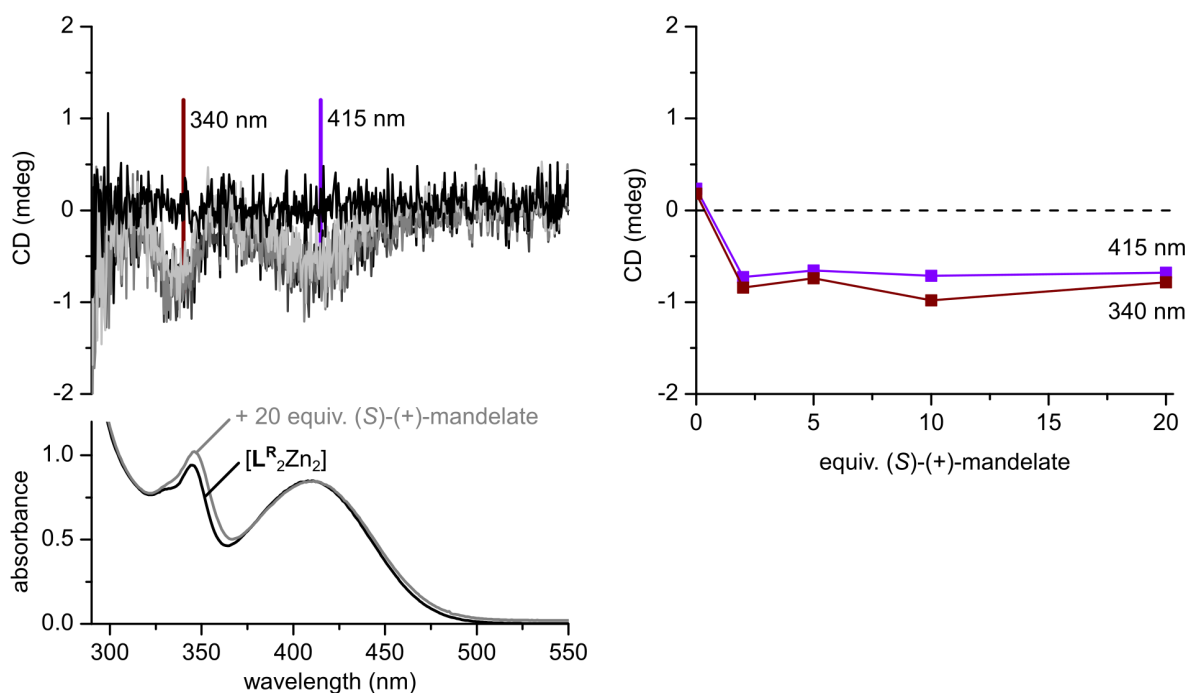 2
1
0
-1
-2
CD (mdeg)
340 nm
415 nm
+ 20 equiv. (S)-(+)-mandelate
[L^R_2Zn_2]
1.0
0.5
0.0
absorbance
300 350 400 450 500 550
wavelength (nm)
2
1
0
-1
-2
CD (mdeg)
415 nm
340 nm
0 5 10 15 20
equiv. (S)-(+)-mandelate